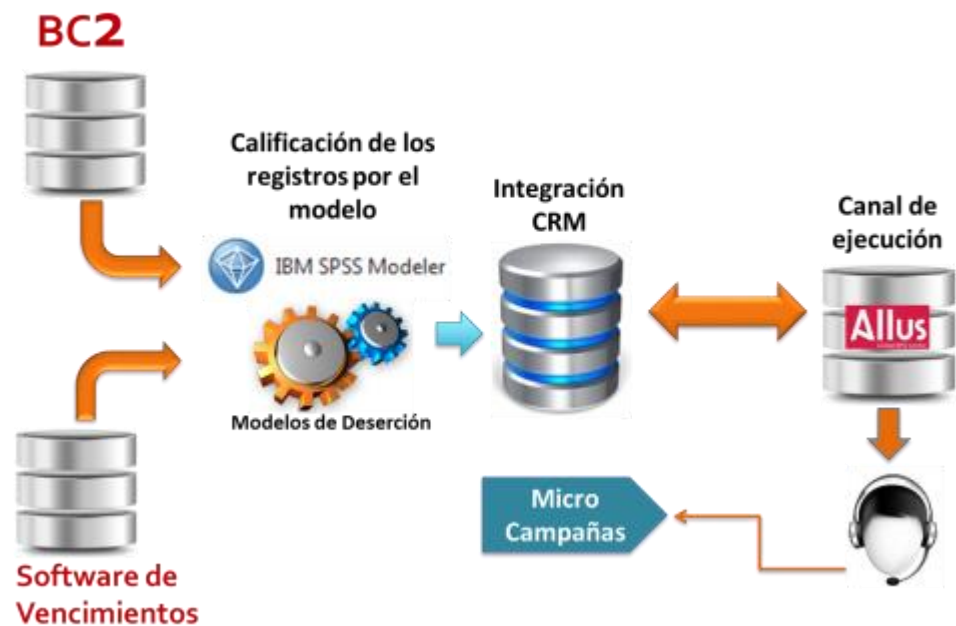 BC2
Calificación de los
registros por el
modelo
IBM SPSS Modeler
Modelos de Deserción
Integración
CRM
Canal de
ejecución
Allus
Micro
Campañas
Software de
Vencimientos